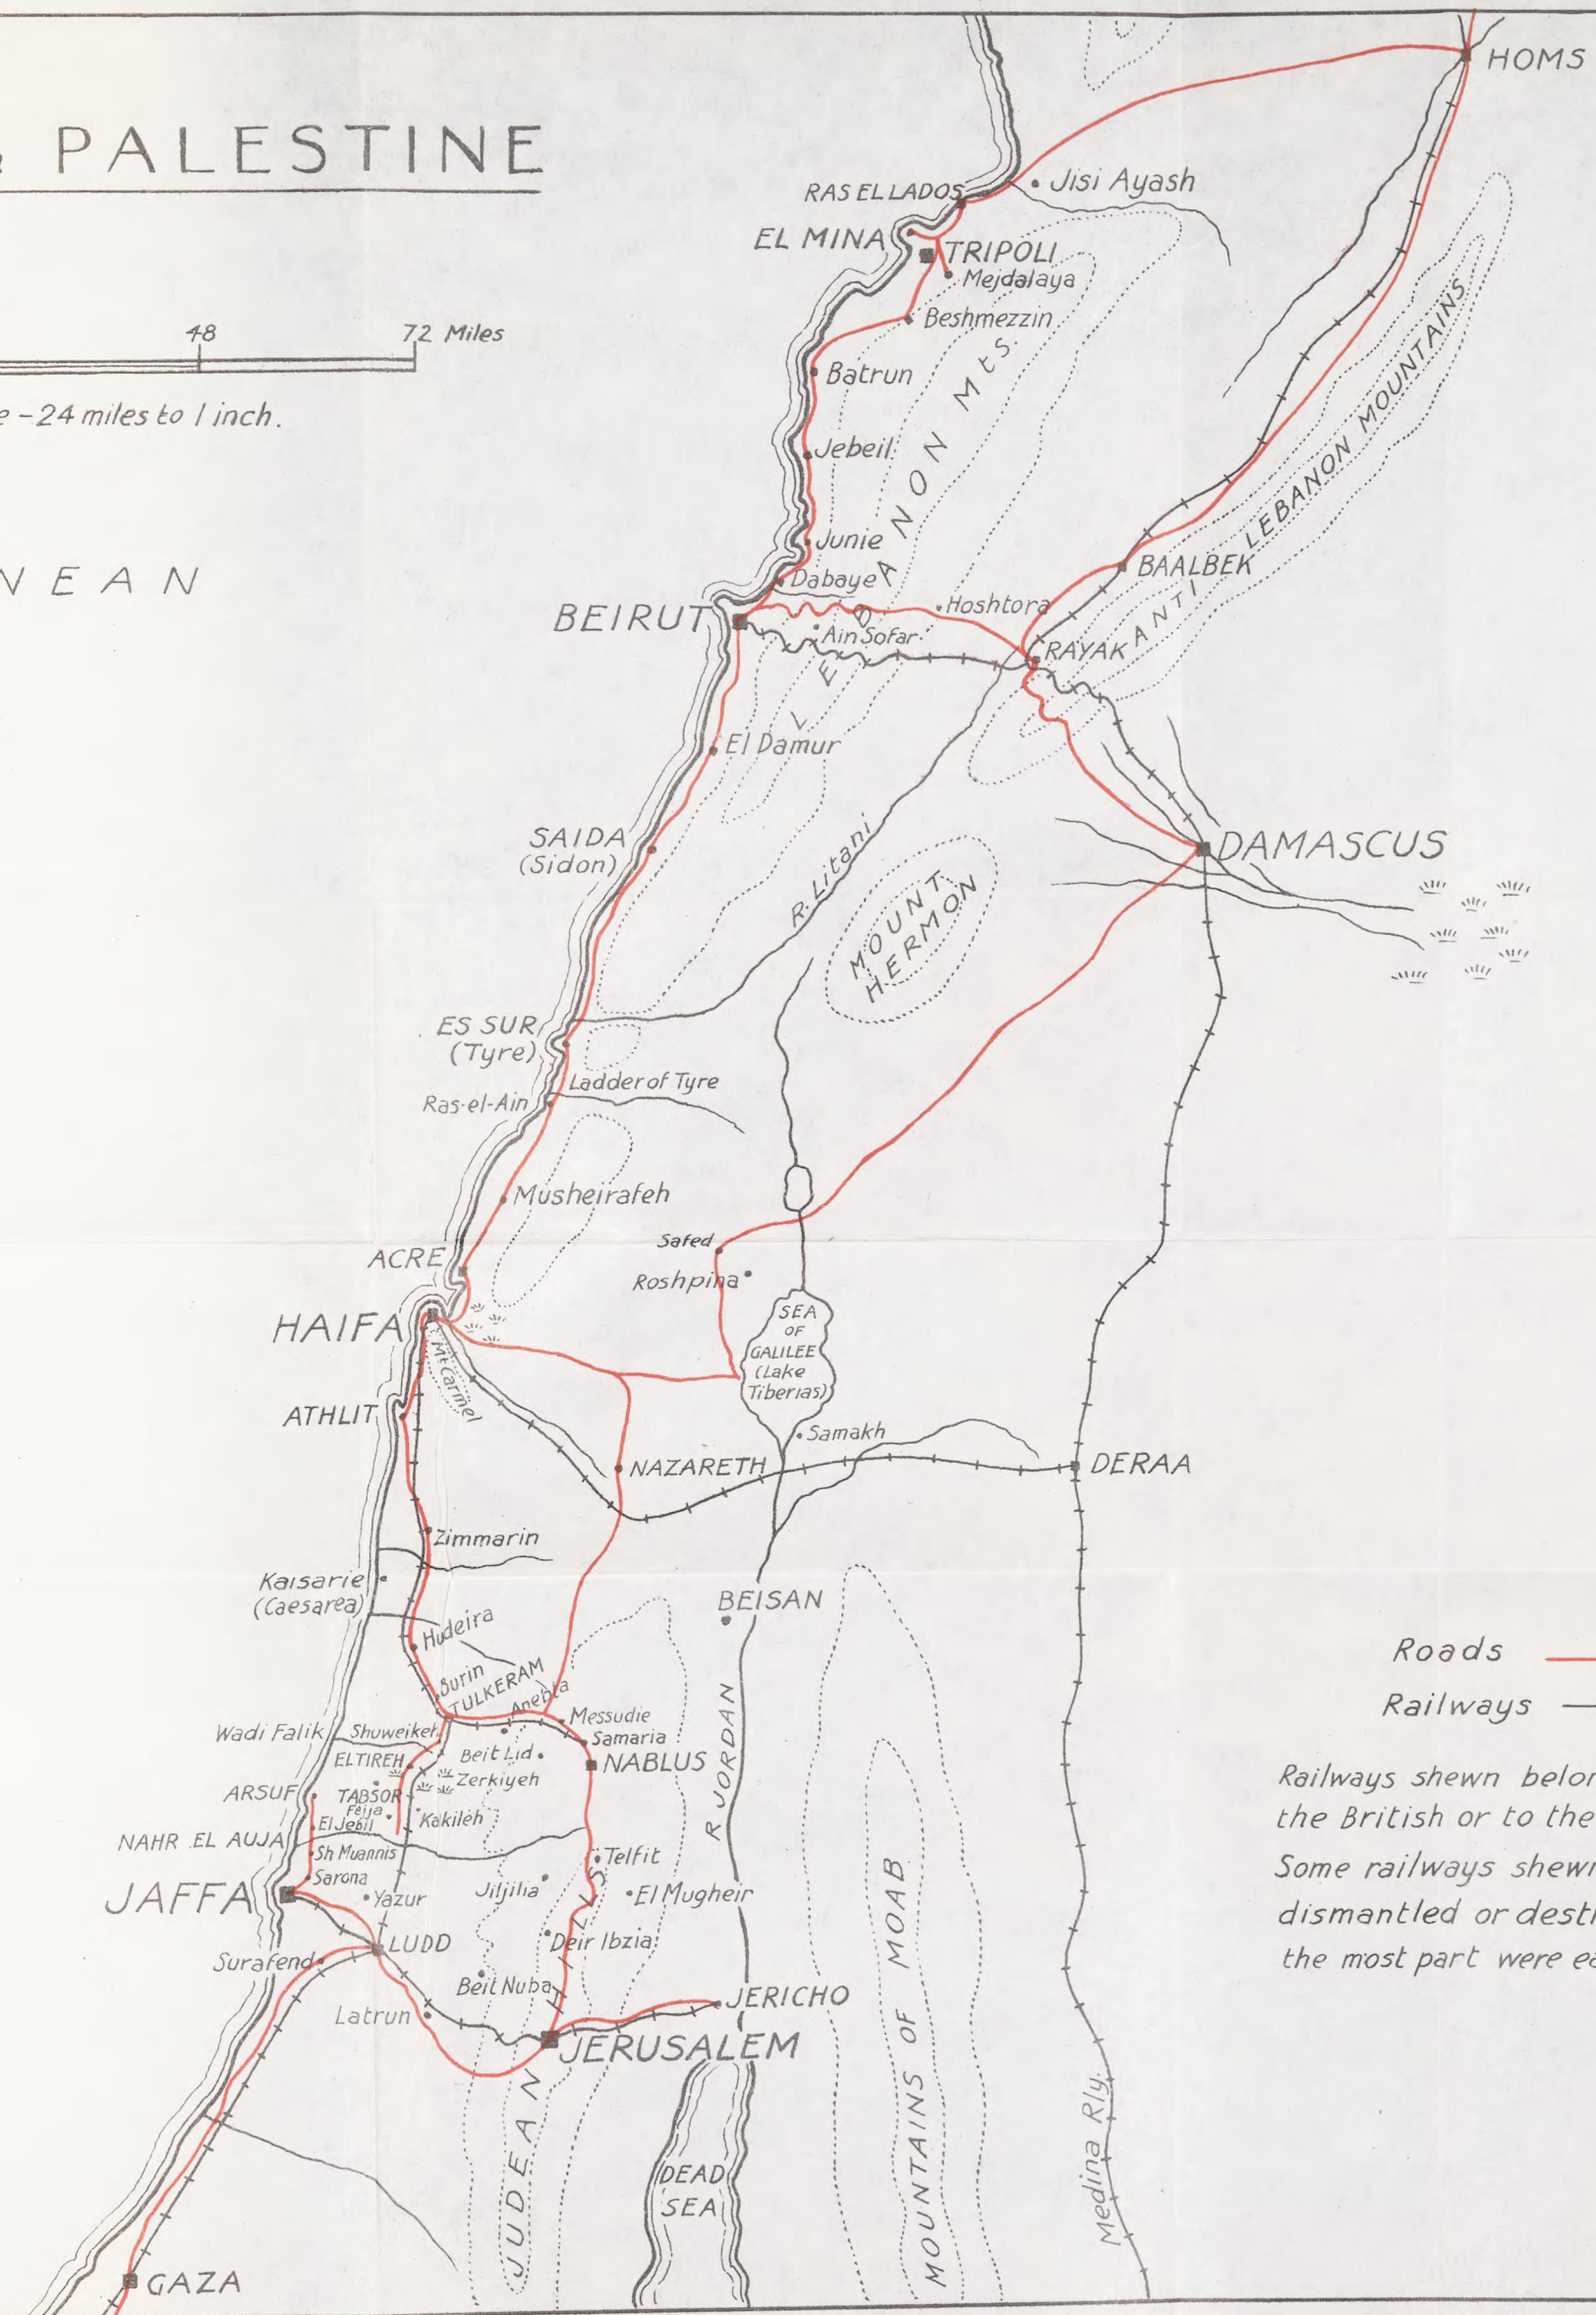 PALESTINE
48 72 Miles
24 miles to 1 inch.
NEAN
HOMS
Jisi Ayash
RAS EL LADOS
EL MINA
TRIPOLI
Mejdalaya
Beshmezzin
Batrun
Jebeil
Junie
Dabaye
LEBANON Mts.
ANTI LEBANON MOUNTAINS
BAALBEK
BEIRUT
Hoshtora
Ain Sofar
RAYAK
El Damur
SAIDA
(Sidon)
R. Litani
MOUNT
HERMON
DAMASCUS
ES SUR
(Tyre)
Ladder of Tyre
Ras-el-Ain
Musheirafeh
ACRE
Safed
Roshpina
HAIFA
Mt Carmel
SEA
OF
GALILEE
(Lake
Tiberias)
ATHLIT
Samakh
NAZARETH
DERAA
Zimmarin
Kaisarie
(Caesarea)
BEISAN
Hudeira
Burin
TULKERAM
Anebta
Messudie
Samaria
Wadi Falik
Shuweikeh
ELTIREH
Beit Lid
NABLUS
Zerkiyeh
ARSUF
TABSOR
Feija
El Jebil
Kakileh
NAHR EL AUJA
Sh Muannis
Sarona
JAFFA
Yazur
Jiljilia
Telfit
El Mugheir
LUDD
Deir Ibzia
Surafend
Beit Nuba
Latrun
JERICHO
JERUSALEM
R JORDAN
JUDEAN HILLS
DEAD
SEA
MOUNTAINS OF MOAB
Medina Rly.
GAZA
Roads
Railways
Railways shewn
the British or to the
Some railways
dismantled or
the most part were